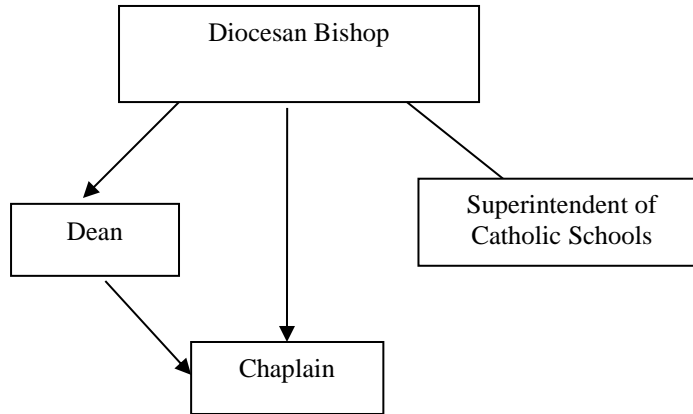 Diocesan Bishop
Dean
Superintendent of
Catholic Schools
Chaplain